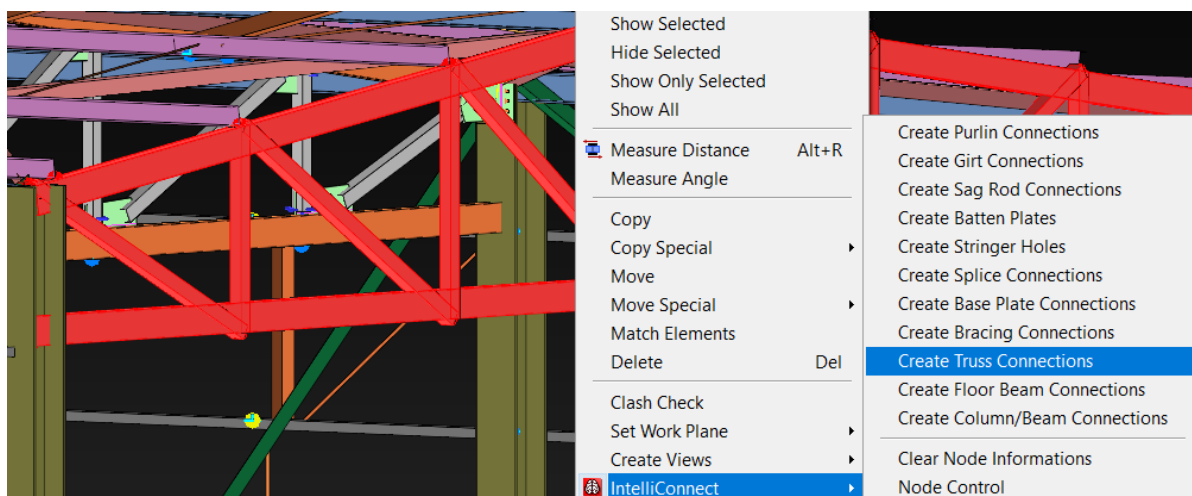 Show Selected
Hide Selected
Show Only Selected
Show All
Measure Distance Alt+R
Measure Angle
Copy
Copy Special
Move
Move Special
Match Elements
Delete Del
Clash Check
Set Work Plane
Create Views
IntelliConnect
Create Purlin Connections
Create Girt Connections
Create Sag Rod Connections
Create Batten Plates
Create Stringer Holes
Create Splice Connections
Create Base Plate Connections
Create Bracing Connections
Create Truss Connections
Create Floor Beam Connections
Create Column/Beam Connections
Clear Node Informations
Node Control